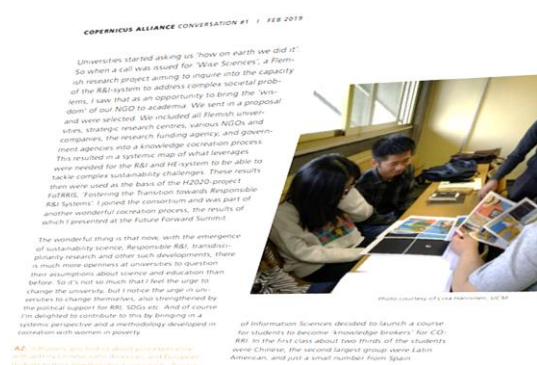 COPERNICUS ALLIANCE CONVERSATION #1 | FEB 2019
Universities started asking us 'how on earth we did it'.
So when a call was issued for 'Wise Sciences', a Flem-
ish research project aiming to inquire into the capacity
of the R&I-system to address complex societal prob-
lems, I saw that as an opportunity to bring the 'wis-
dom' of our NGO to academia. We sent in a proposal
and were selected. We included all Flemish univer-
sities, strategic research centres, various NGOs and
companies, the research funding agency, and govern-
ment agencies into a knowledge cocreation process.
This resulted in a systemic map of what leverages
were needed for the R&I and HE-system to be able to
tackle complex sustainability challenges. These results
then were used as the basis of the H2020-project
FoTRRIS, 'Fostering the Transition towards Responsible
R&I Systems'. I joined the consortium and was part of
another wonderful cocreation process, the results of
which I presented at the Future Forward Summit.
The wonderful thing is that now, with the emergence
of sustainability science, Responsible R&I, transdisci-
plinarity research and other such developments, there
is much more openness at universities to question
their assumptions about science and education than
before. So it's not so much that I feel the urge to
change the university, but I notice the urge in uni-
versities to change themselves, also strengthened by
the political support for RRI, SDGs etc. And of course
I'm delighted to contribute to this by bringing in a
systems perspective and a methodology developed in
cocreation with women in poverty.
AZ:
Photo courtesy of Liisa Hänninen, UCM
of Information Sciences decided to launch a course
for students to become 'knowledge brokers' for CO-
RRI. In the first class about two thirds of the students
were Chinese, the second largest group were Latin
American, and just a small number from Spain